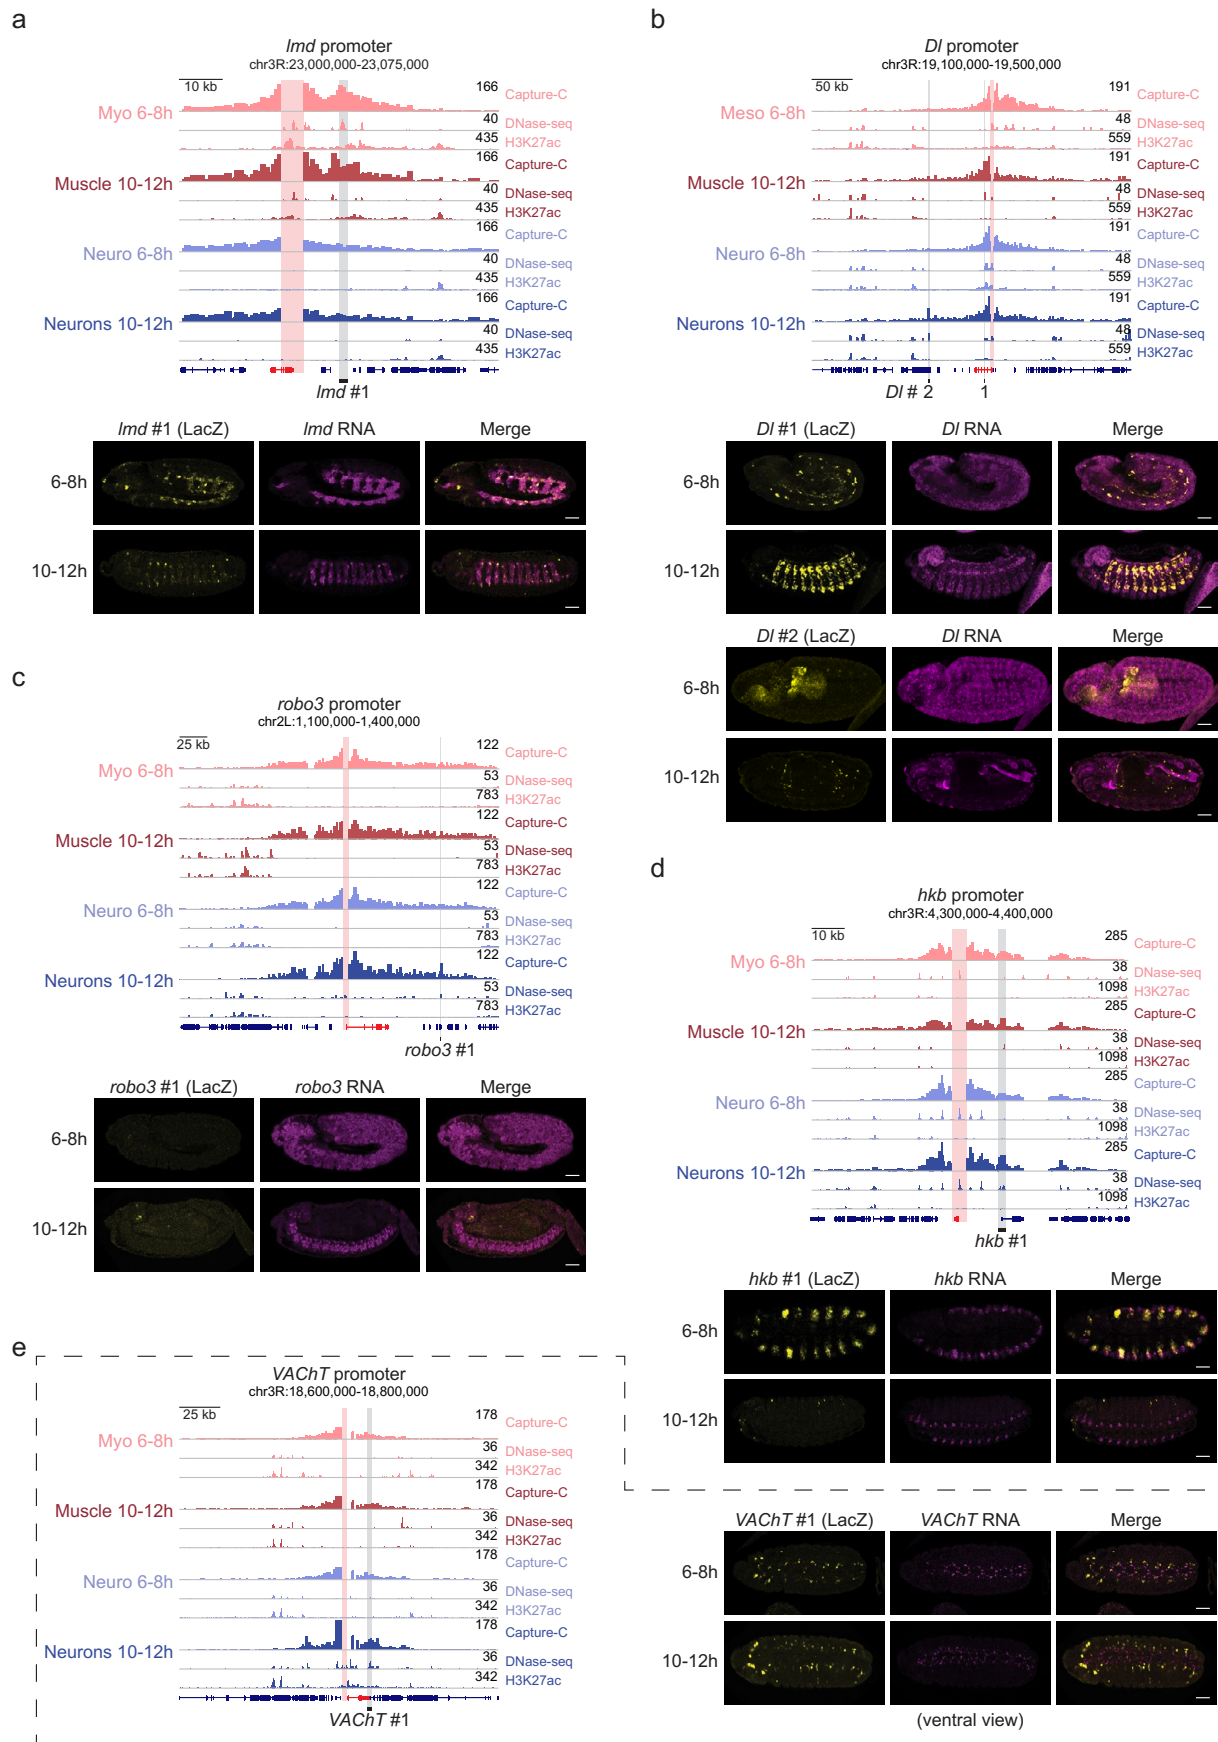 a
lmd promoter
chr3R:23,000,000-23,075,000
10 kb
Myo 6-8h
166 Capture-C
40 DNase-seq
435 H3K27ac
Muscle 10-12h
166 Capture-C
40 DNase-seq
435 H3K27ac
Neuro 6-8h
166 Capture-C
40 DNase-seq
435 H3K27ac
Neurons 10-12h
166 Capture-C
40 DNase-seq
435 H3K27ac
lmd #1
lmd #1 (LacZ) lmd RNA Merge
6-8h
10-12h
b
Dl promoter
chr3R:19,100,000-19,500,000
50 kb
Meso 6-8h
191 Capture-C
48 DNase-seq
559 H3K27ac
Muscle 10-12h
191 Capture-C
48 DNase-seq
559 H3K27ac
Neuro 6-8h
191 Capture-C
48 DNase-seq
559 H3K27ac
Neurons 10-12h
191 Capture-C
48 DNase-seq
559 H3K27ac
Dl # 2 1
Dl #1 (LacZ) Dl RNA Merge
6-8h
10-12h
Dl #2 (LacZ) Dl RNA Merge
6-8h
10-12h
c
robo3 promoter
chr2L:1,100,000-1,400,000
25 kb
Myo 6-8h
122 Capture-C
53 DNase-seq
783 H3K27ac
Muscle 10-12h
122 Capture-C
53 DNase-seq
783 H3K27ac
Neuro 6-8h
122 Capture-C
53 DNase-seq
783 H3K27ac
Neurons 10-12h
122 Capture-C
53 DNase-seq
783 H3K27ac
robo3 #1
robo3 #1 (LacZ) robo3 RNA Merge
6-8h
10-12h
d
hkb promoter
chr3R:4,300,000-4,400,000
10 kb
Myo 6-8h
285 Capture-C
38 DNase-seq
1098 H3K27ac
Muscle 10-12h
285 Capture-C
38 DNase-seq
1098 H3K27ac
Neuro 6-8h
285 Capture-C
38 DNase-seq
1098 H3K27ac
Neurons 10-12h
285 Capture-C
38 DNase-seq
1098 H3K27ac
hkb #1
hkb #1 (LacZ) hkb RNA Merge
6-8h
10-12h
e
VAChT promoter
chr3R:18,600,000-18,800,000
25 kb
Myo 6-8h
178 Capture-C
36 DNase-seq
342 H3K27ac
Muscle 10-12h
178 Capture-C
36 DNase-seq
342 H3K27ac
Neuro 6-8h
178 Capture-C
36 DNase-seq
342 H3K27ac
Neurons 10-12h
178 Capture-C
36 DNase-seq
342 H3K27ac
VAChT #1
VAChT #1 (LacZ) VAChT RNA Merge
6-8h
10-12h
(ventral view)